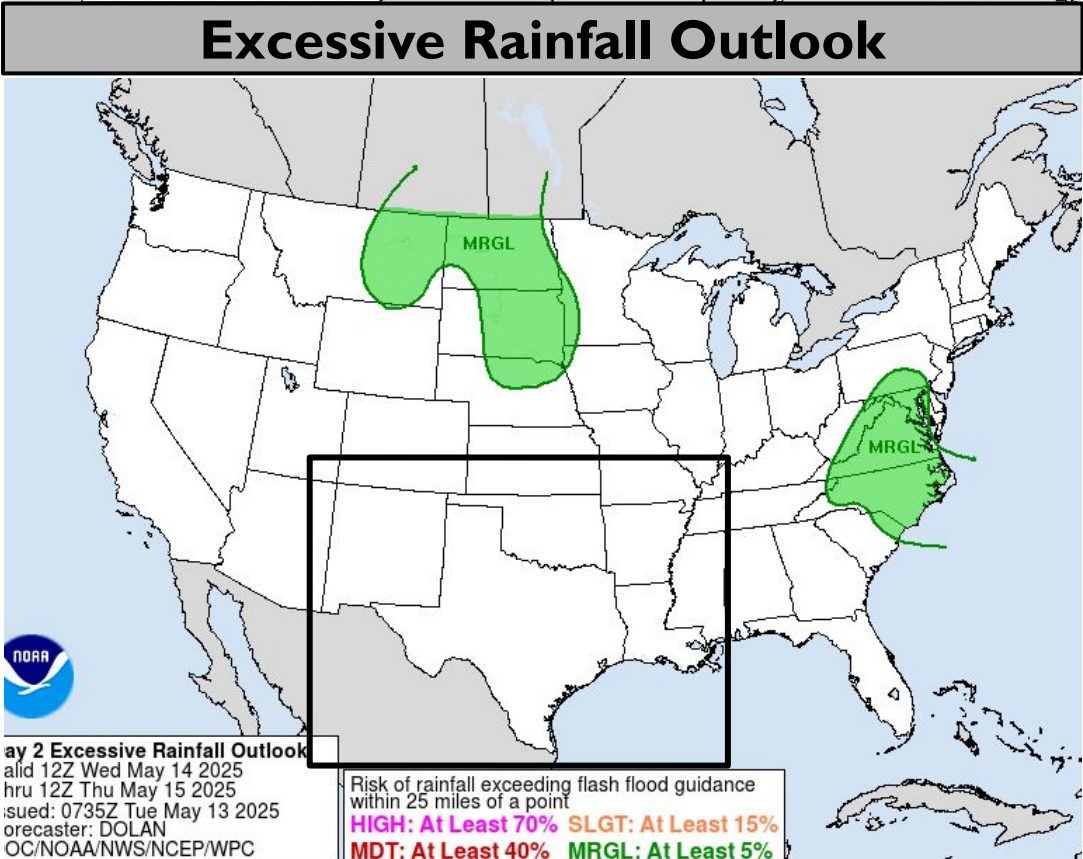 Excessive Rainfall Outlook
MRGL
MRGL
NOAA
ay 2 Excessive Rainfall Outlook
alid 12Z Wed May 14 2025
hru 12Z Thu May 15 2025
ssued: 0735Z Tue May 13 2025
orecaster: DOLAN
OC/NOAA/NWS/NCEP/WPC
Risk of rainfall exceeding flash flood guidance
within 25 miles of a point
HIGH: At Least 70% SLGT: At Least 15%
MDT: At Least 40% MRGL: At Least 5%